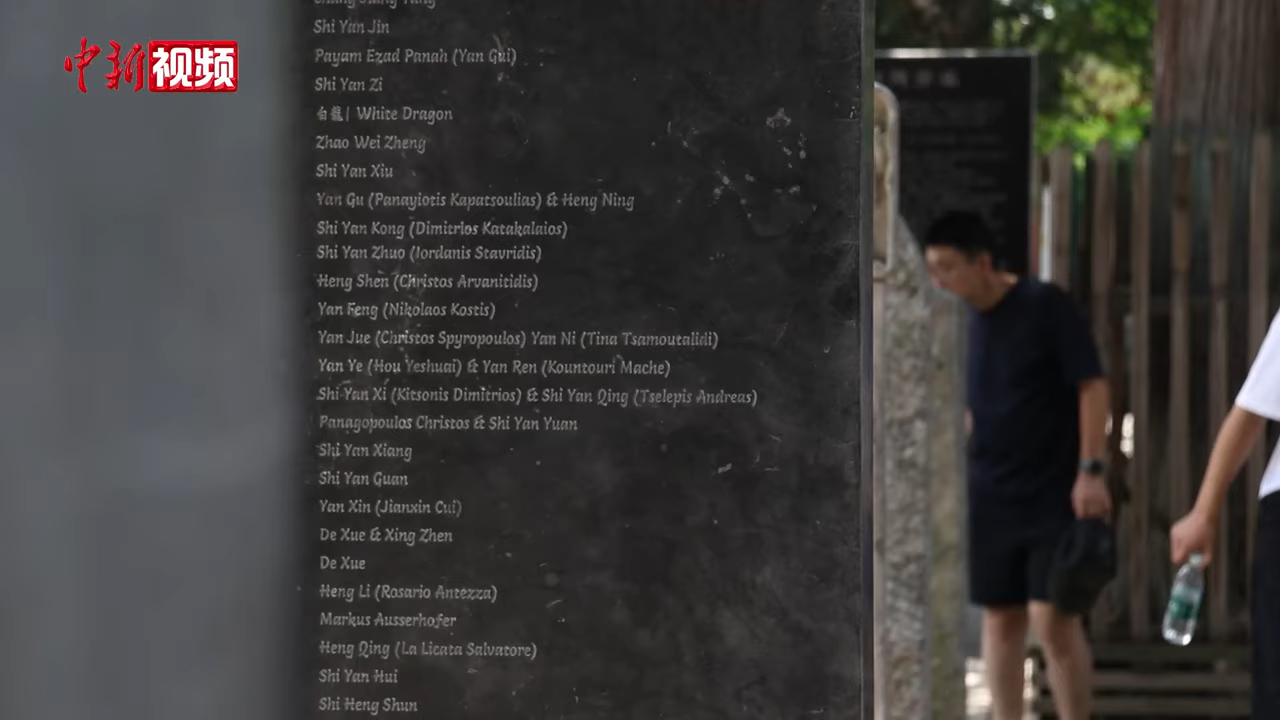 中新视频
Shi Yan Jin
Payam Ezad Panah (Yan Gui)
Shi Yan Zi
白龍| White Dragon
Zhao Wei Zheng
Shi Yan Xiu
Yan Gu (Panayiotis Kapatsoulias) & Heng Ning
Shi Yan Kong (Dimitrios Katakalaios)
Shi Yan Zhuo (Iordanis Stavridis)
Heng Shen (Christos Arvanitidis)
Yan Feng (Nikolaos Kostis)
Yan Jue (Christos Spyropoulos) Yan Ni (Tina Tsamoutalidi)
Yan Ye (Hou Yeshuai) & Yan Ren (Kountouri Mache)
Shi Yan Xi (Kitsonis Dimitrios) & Shi Yan Qing (Tselepis Andreas)
Panagopoulos Christos & Shi Yan Yuan
Shi Yan Xiang
Shi Yan Guan
Yan Xin (Jianxin Cui)
De Xue & Xing Zhen
De Xue
Heng Li (Rosario Antezza)
Markus Ausserhofer
Heng Qing (La Licata Salvatore)
Shi Yan Hui
Shi Heng Shun